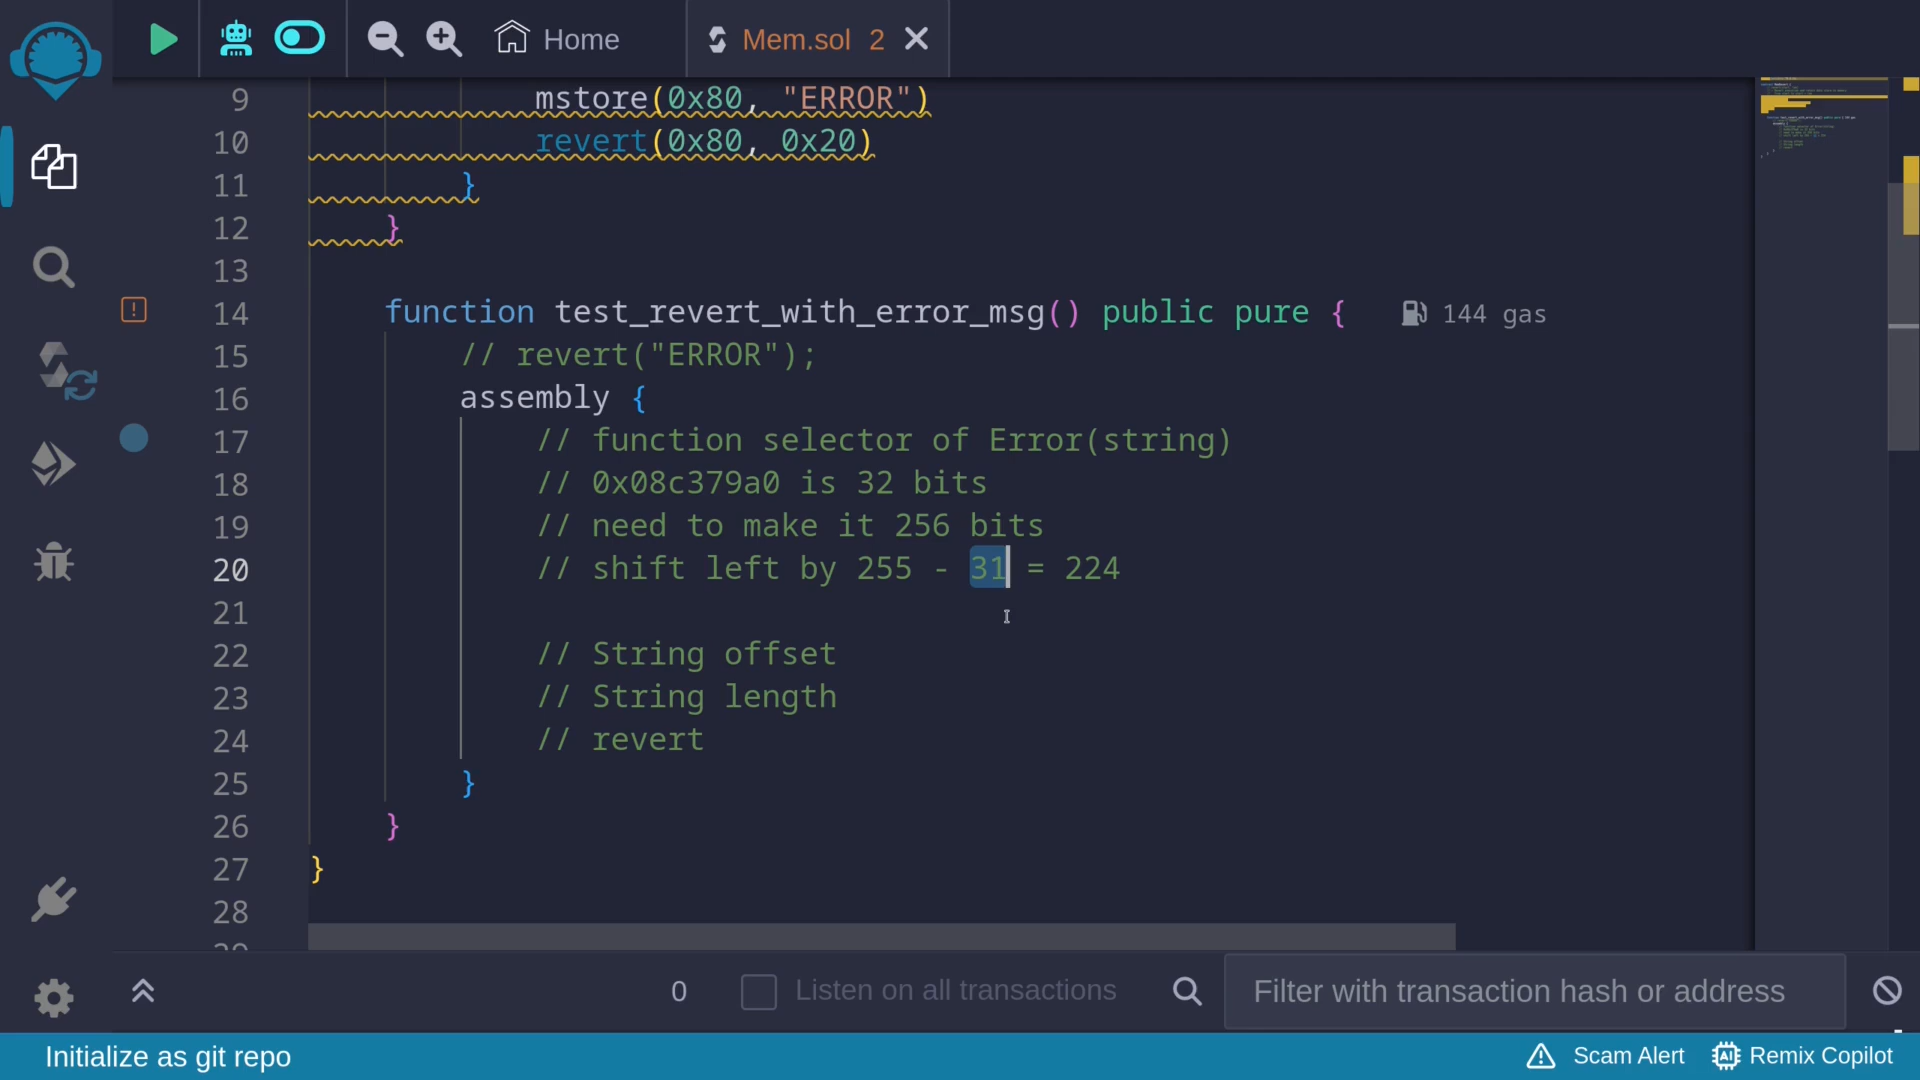 Home
Mem.sol 2
9 mstore(0x80, "ERROR")
10 revert(0x80, 0x20)
11 }
12 }
13
14 function test_revert_with_error_msg() public pure { 144 gas
15 // revert("ERROR");
16 assembly {
17 // function selector of Error(string)
18 // 0x08c379a0 is 32 bits
19 // need to make it 256 bits
20 // shift left by 255 - 31 = 224
21
22 // String offset
23 // String length
24 // revert
25 }
26 }
27 }
28
0 Listen on all transactions Filter with transaction hash or address
Initialize as git repo Scam Alert AI Remix Copilot